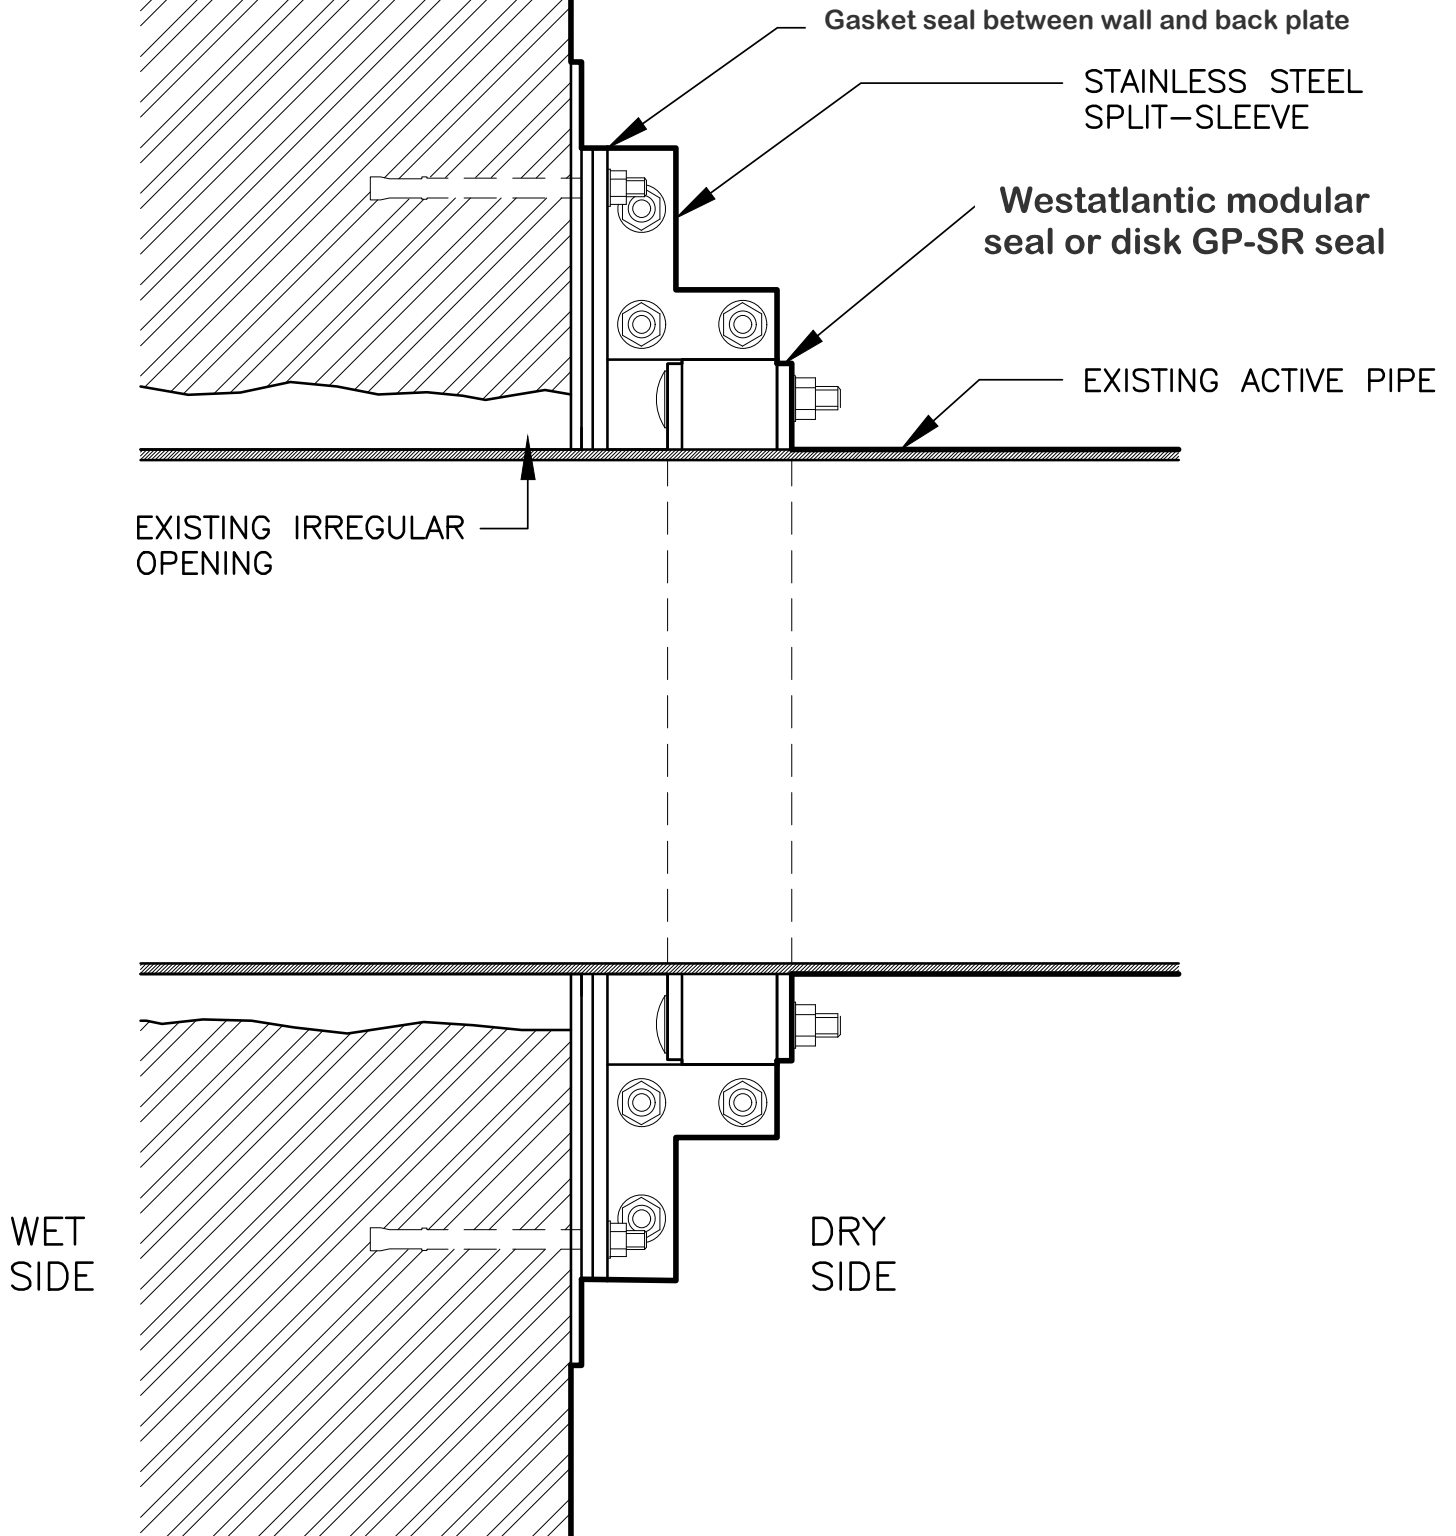 Gasket seal between wall and back plate
STAINLESS STEEL
SPLIT-SLEEVE
Westatlantic modular
seal or disk GP-SR seal
EXISTING ACTIVE PIPE
EXISTING IRREGULAR
OPENING
WET
SIDE
DRY
SIDE